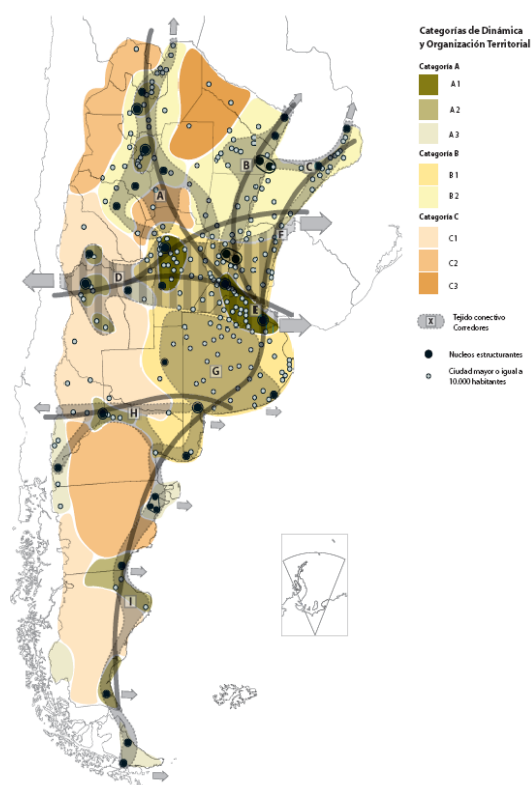 Categorías de Dinámica
y Organización Territorial
Categoría A
A 1
A 2
A 3
Categoría B
B 1
B 2
Categoría C
C1
C2
C3
X
Tejido conectivo
Corredores
Nucleos estructurantes
Ciudad mayor o igual a
10.000 habitantes
B
C
A
F
D
E
G
H
I